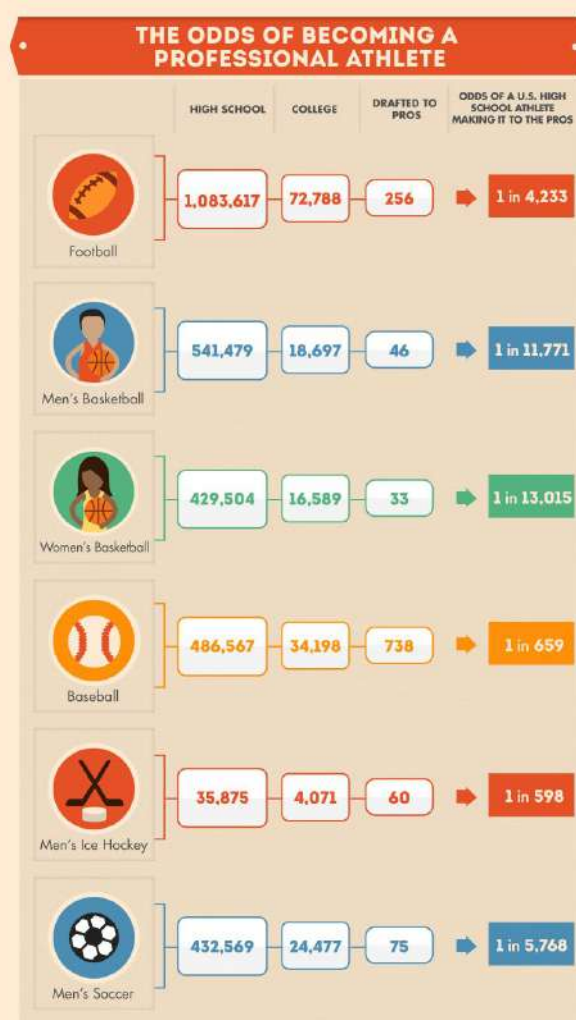 THE ODDS OF BECOMING A
PROFESSIONAL ATHLETE
HIGH SCHOOL
COLLEGE
DRAFTED TO
PROS
ODDS OF A U.S. HIGH
SCHOOL ATHLETE
MAKING IT TO THE PROS
Football
1,083,617
72,788
256
1 in 4,233
Men's Basketball
541,479
18,697
46
1 in 11,771
Women's Basketball
429,504
16,589
33
1 in 13,015
Baseball
486,567
34,198
738
1 in 659
Men's Ice Hockey
35,875
4,071
60
1 in 598
Men's Soccer
432,569
24,477
75
1 in 5,768